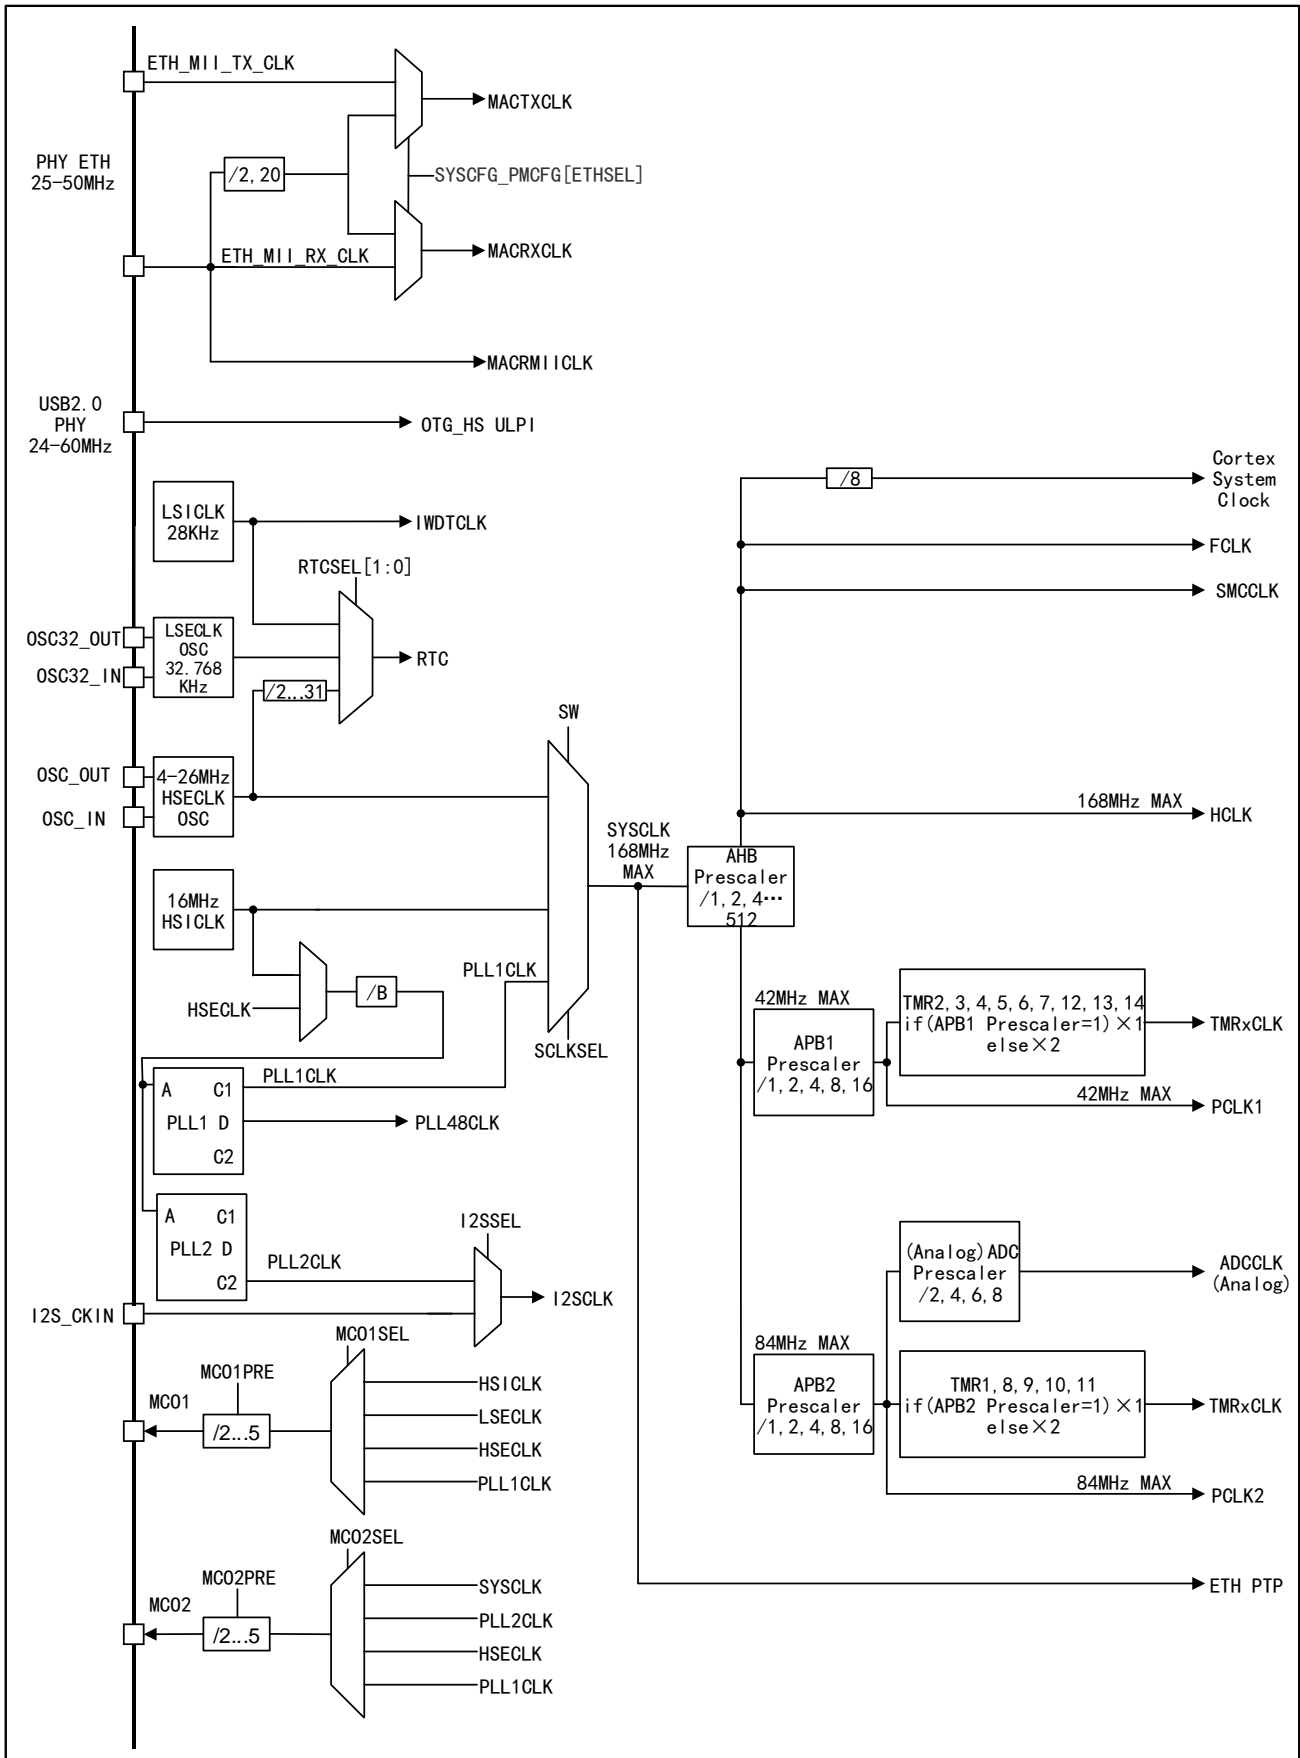 ETH_MII_TX_CLK
MACTXCLK
PHY ETH
25-50MHz
/2,20
SYSCFG_PMCFG[ETHSEL]
ETH_MII_RX_CLK
MACRXCLK
MACRMIICLK
USB2.0
PHY
24-60MHz
OTG_HS ULPI
/8
Cortex
System
Clock
LSICLK
28KHz
IWDTCLK
FCLK
RTCSEL[1:0]
SMCCLK
OSC32_OUT
OSC32_IN
LSECLK
OSC
32.768
KHz
RTC
/2...31
SW
OSC_OUT
OSC_IN
4-26MHz
HSECLK
OSC
168MHz MAX
HCLK
SYSCLK
168MHz
MAX
AHB
Prescaler
/1,2,4…
512
16MHz
HSICLK
PLL1CLK
HSECLK
/B
SCLKSEL
42MHz MAX
APB1
Prescaler
/1,2,4,8,16
TMR2,3,4,5,6,7,12,13,14
if(APB1 Prescaler=1)×1
else×2
TMRxCLK
42MHz MAX
PCLK1
A C1
PLL1 D
C2
PLL1CLK
PLL48CLK
A C1
PLL2 D
C2
PLL2CLK
I2SSEL
I2SCLK
I2S_CKIN
(Analog)ADC
Prescaler
/2,4,6,8
ADCCLK
(Analog)
84MHz MAX
APB2
Prescaler
/1,2,4,8,16
TMR1,8,9,10,11
if(APB2 Prescaler=1)×1
else×2
TMRxCLK
84MHz MAX
PCLK2
MCO1SEL
MCO1PRE
MCO1
/2...5
HSICLK
LSECLK
HSECLK
PLL1CLK
MCO2SEL
MCO2PRE
MCO2
/2...5
SYSCLK
PLL2CLK
HSECLK
PLL1CLK
ETH PTP